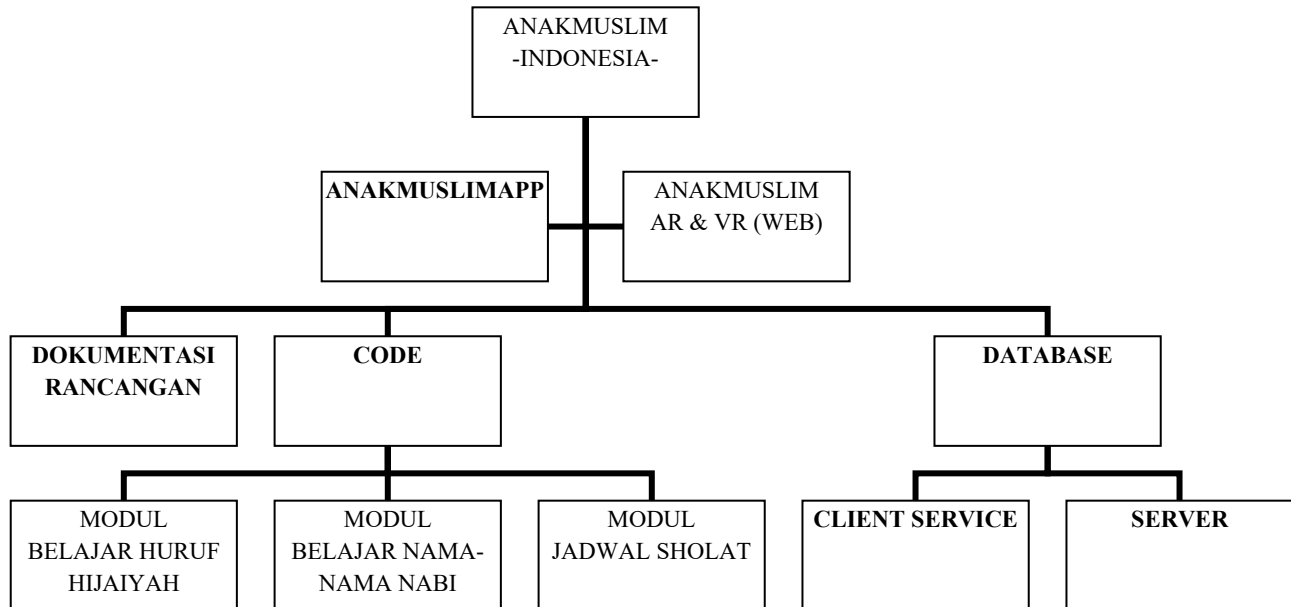 ANAKMUSLIM
-INDONESIA-
ANAKMUSLIMAPP
ANAKMUSLIM
AR & VR (WEB)
DOKUMENTASI
RANCANGAN
CODE
DATABASE
MODUL
BELAJAR HURUF
HIJAIYAH
MODUL
BELAJAR NAMA-
NAMA NABI
MODUL
JADWAL SHOLAT
CLIENT SERVICE
SERVER